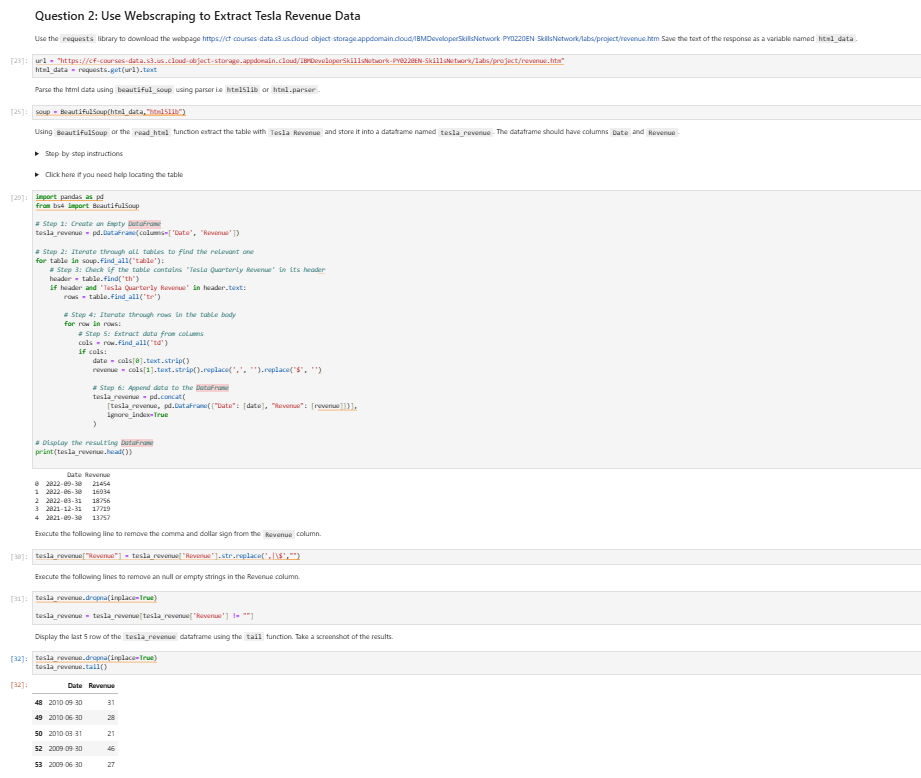 Question 2: Use Webscraping to Extract Tesla Revenue Data
Use the requests library to download the webpage https://cf-courses-data.s3.us.cloud-object-storage.appdomain.cloud/IBMDeveloperSkillsNetwork-PY0220EN-SkillsNetwork/labs/project/revenue.htm Save the text of the response as a variable named html_data.
[23]: url = "https://cf-courses-data.s3.us.cloud-object-storage.appdomain.cloud/IBMDeveloperSkillsNetwork-PY0220EN-SkillsNetwork/labs/project/revenue.htm"
html_data = requests.get(url).text
Parse the html data using beautiful_soup using parser i.e html5lib or html.parser.
[25]: soup = BeautifulSoup(html_data,"html5lib")
Using BeautifulSoup or the read_html function extract the table with Tesla Revenue and store it into a dataframe named tesla_revenue. The dataframe should have columns Date and Revenue.
▶ Step-by-step instructions
▶ Click here if you need help locating the table
[29]: import pandas as pd
from bs4 import BeautifulSoup
# Step 1: Create an Empty DataFrame
tesla_revenue = pd.DataFrame(columns=['Date', 'Revenue'])
# Step 2: Iterate through all tables to find the relevant one
for table in soup.find_all('table'):
# Step 3: Check if the table contains 'Tesla Quarterly Revenue' in its header
header = table.find('th')
if header and 'Tesla Quarterly Revenue' in header.text:
rows = table.find_all('tr')
# Step 4: Iterate through rows in the table body
for row in rows:
# Step 5: Extract data from columns
cols = row.find_all('td')
if cols:
date = cols[0].text.strip()
revenue = cols[1].text.strip().replace(',', '').replace('$', '')
# Step 6: Append data to the DataFrame
tesla_revenue = pd.concat(
[tesla_revenue, pd.DataFrame({"Date": [date], "Revenue": [revenue]})],
ignore_index=True
)
# Display the resulting DataFrame
print(tesla_revenue.head())
Date Revenue
0 2022-09-30 21454
1 2022-06-30 16934
2 2022-03-31 18756
3 2021-12-31 17719
4 2021-09-30 13757
Execute the following line to remove the comma and dollar sign from the Revenue column.
[30]: tesla_revenue["Revenue"] = tesla_revenue['Revenue'].str.replace(',|\$',"")
Execute the following lines to remove an null or empty strings in the Revenue column.
[31]: tesla_revenue.dropna(inplace=True)
tesla_revenue = tesla_revenue[tesla_revenue['Revenue'] != ""]
Display the last 5 row of the tesla_revenue dataframe using the tail function. Take a screenshot of the results.
[32]: tesla_revenue.dropna(inplace=True)
tesla_revenue.tail()
[32]: Date Revenue
48 2010-09-30 31
49 2010-06-30 28
50 2010-03-31 21
52 2009-09-30 46
53 2009-06-30 27